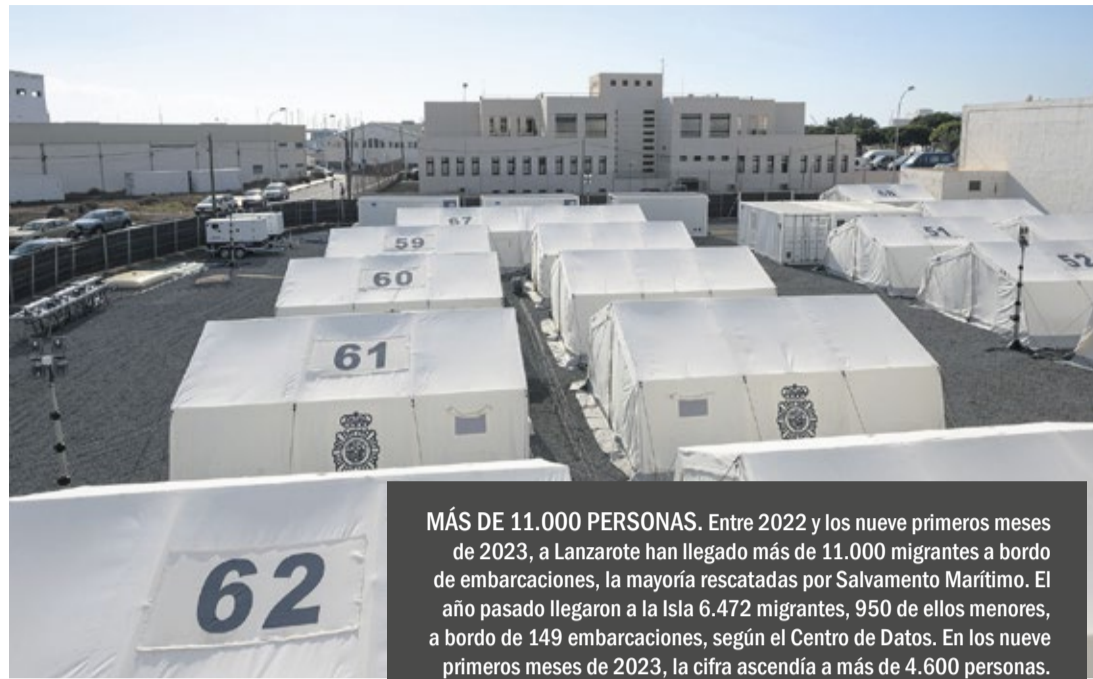 68
67
59
51
60
52
61
62
MÁS DE 11.000 PERSONAS. Entre 2022 y los nueve primeros meses
de 2023, a Lanzarote han llegado más de 11.000 migrantes a bordo
de embarcaciones, la mayoría rescatadas por Salvamento Marítimo. El
año pasado llegaron a la Isla 6.472 migrantes, 950 de ellos menores,
a bordo de 149 embarcaciones, según el Centro de Datos. En los nueve
primeros meses de 2023, la cifra ascendía a más de 4.600 personas.